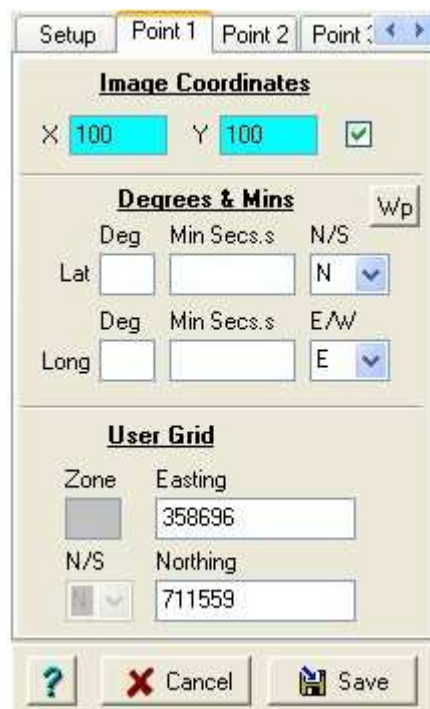 Setup Point 1 Point 2 Point
Image Coordinates
X 100 Y 100
Degrees & Mins Wp
Deg Min Secs.s N/S
Lat N
Deg Min Secs.s E/W
Long E
User Grid
Zone Easting
358696
N/S Northing
N 711559
? Cancel Save